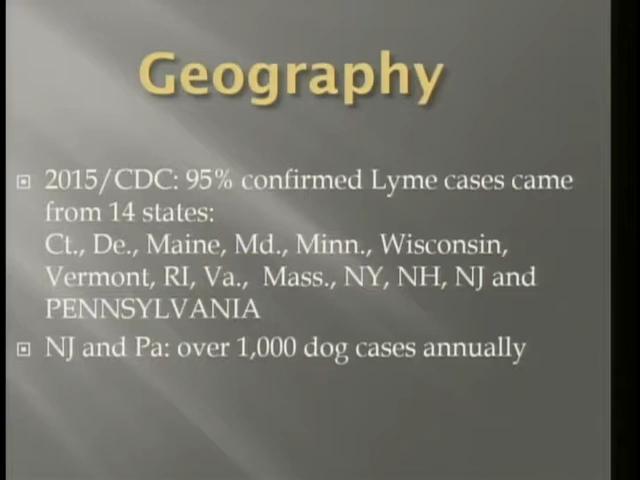 Geography
2015/CDC: 95% confirmed Lyme cases came
from 14 states:
Ct., De., Maine, Md., Minn., Wisconsin,
Vermont, RI, Va.,  Mass., NY, NH, NJ and
PENNSYLVANIA
NJ and Pa: over 1,000 dog cases annually